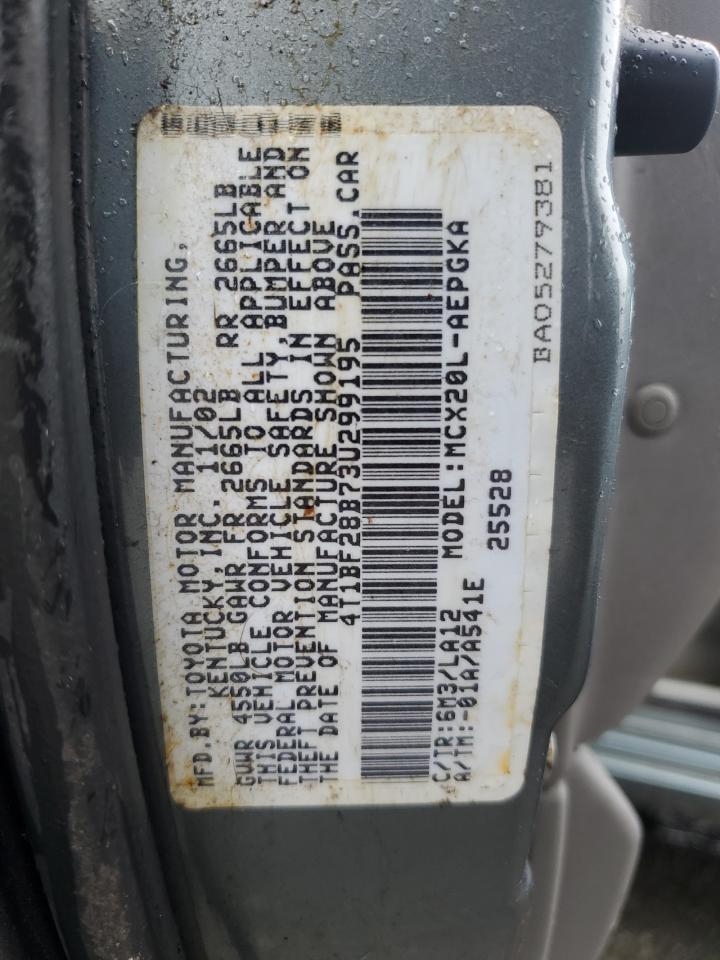 MFD.BY:TOYOTA MOTOR MANUFACTURING,
KENTUCKY,INC. 11/02
GVWR 4550LB GAWR FR 2665LB RR 2665LB
THIS VEHICLE CONFORMS TO ALL APPLICABLE
FEDERAL MOTOR VEHICLE SAFETY,BUMPER AND
THEFT PREVENTION STANDARDS IN EFFECT ON
THE DATE OF MANUFACTURE SHOWN ABOVE
4T1BF28B73U299195 PASS.CAR
C/TR:6M3/LA12 MODEL:MCX20L-AEPGKA
A/TM:-01A/A541E 25528
BA05279381